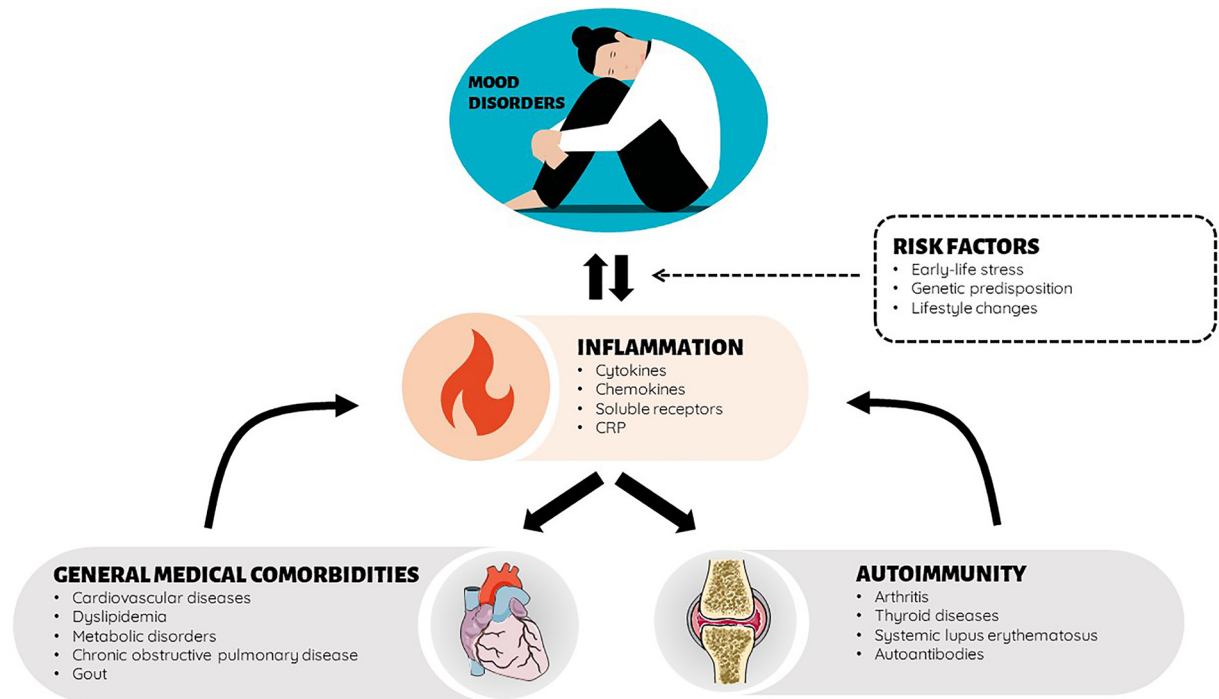 MOOD
DISORDERS
RISK FACTORS
• Early-life stress
• Genetic predisposition
• Lifestyle changes
INFLAMMATION
• Cytokines
• Chemokines
• Soluble receptors
• CRP
GENERAL MEDICAL COMORBIDITIES
• Cardiovascular diseases
• Dyslipidemia
• Metabolic disorders
• Chronic obstructive pulmonary disease
• Gout
AUTOIMMUNITY
• Arthritis
• Thyroid diseases
• Systemic lupus erythematosus
• Autoantibodies